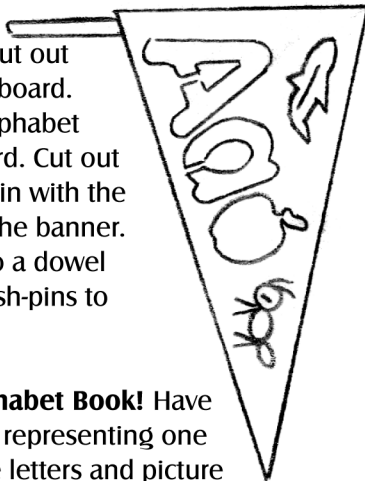 ut out
board.
phabet
rd. Cut out
in with the
he banner.
o a dowel
sh-pins to
habet Book! Have
representing one
e letters and picture
A a